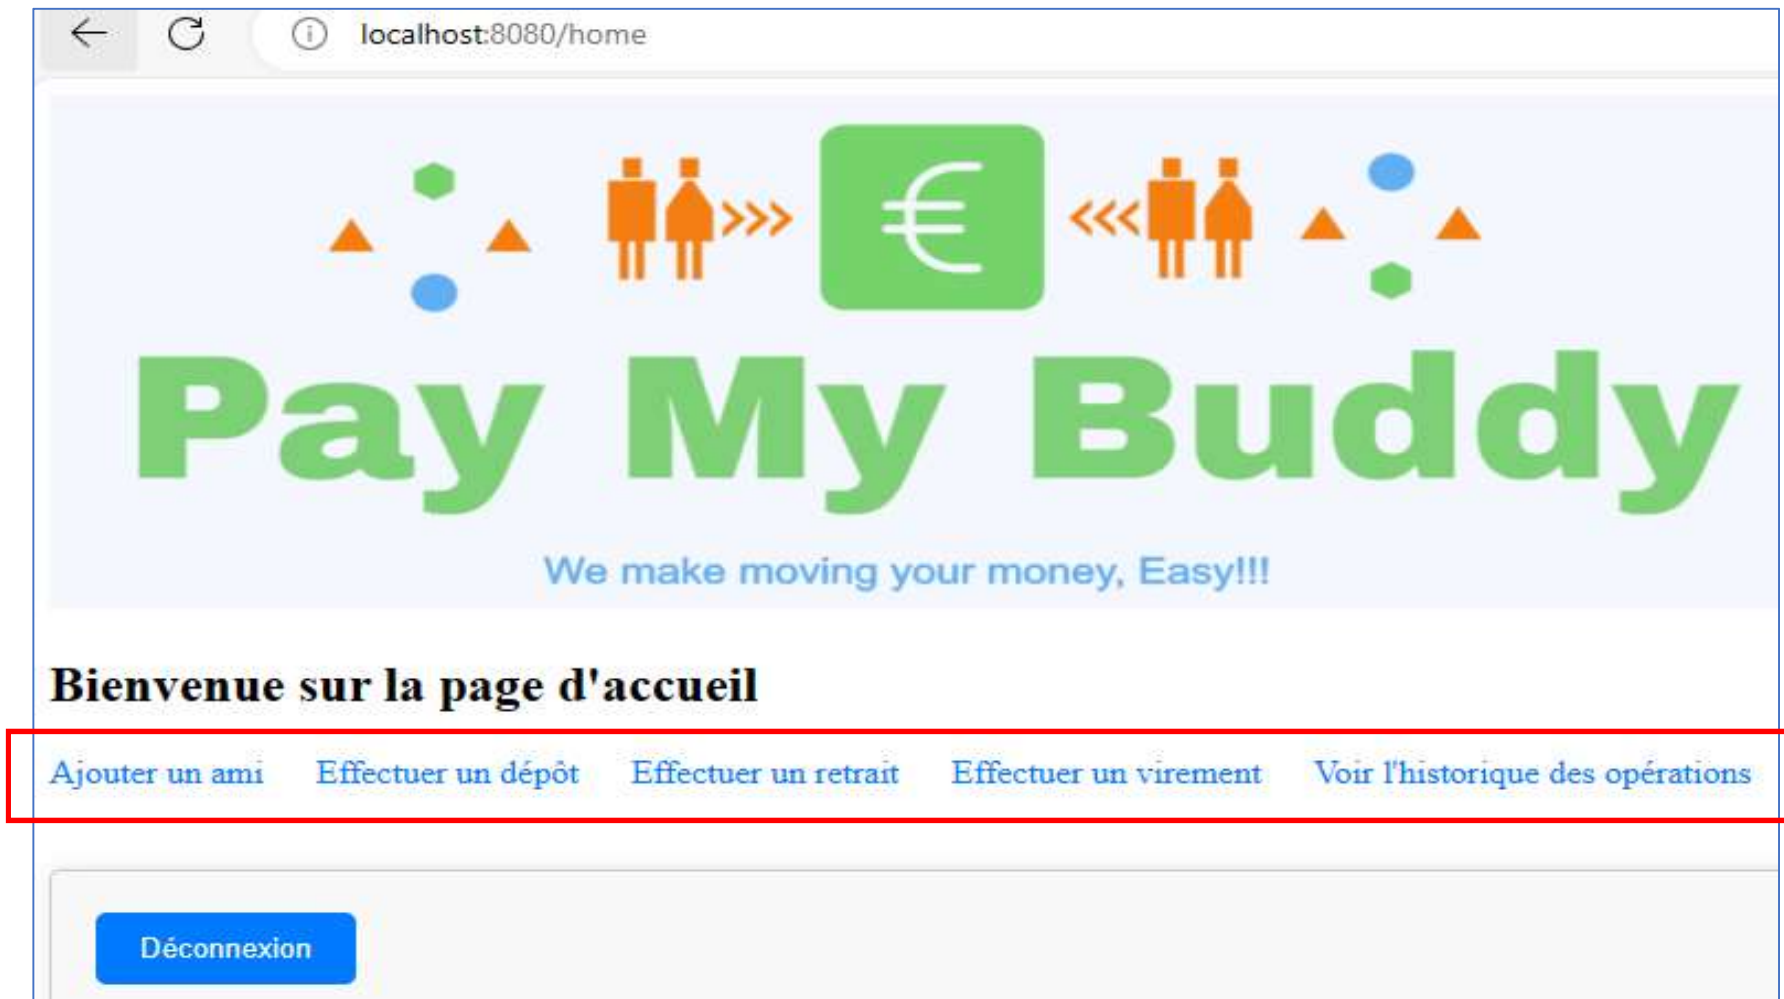 localhost:8080/home
>>> € <<<
Pay My Buddy
We make moving your money, Easy!!!
Bienvenue sur la page d'accueil
Ajouter un ami Effectuer un dépôt Effectuer un retrait Effectuer un virement Voir l'historique des opérations
Déconnexion